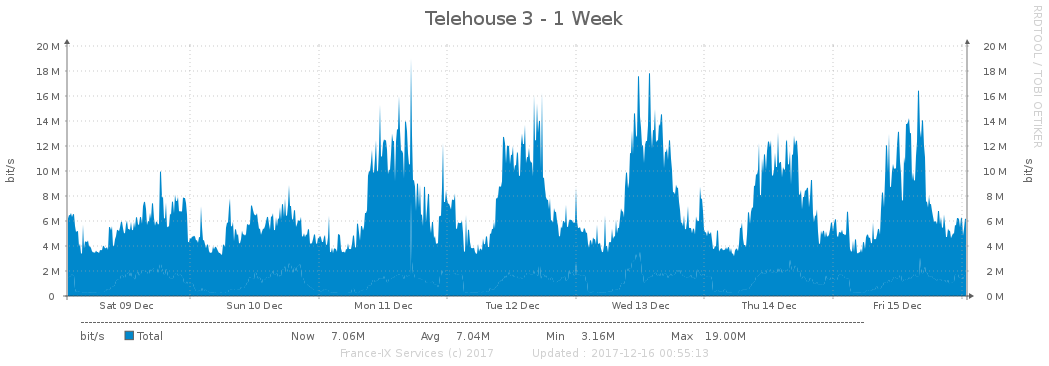 Telehouse 3 - 1 Week
RRDTOOL / TOBI OETIKER
20 M 20 M
18 M 18 M
16 M 16 M
14 M 14 M
12 M 12 M
10 M 10 M
8 M 8 M
6 M 6 M
4 M 4 M
2 M 2 M
0 0 M
bit/s
bit/s
Sat 09 Dec Sun 10 Dec Mon 11 Dec Tue 12 Dec Wed 13 Dec Thu 14 Dec Fri 15 Dec
bit/s Total Now 7.06M Avg 7.04M Min 3.16M Max 19.00M
France-IX Services (c) 2017 Updated : 2017-12-16 00:55:13